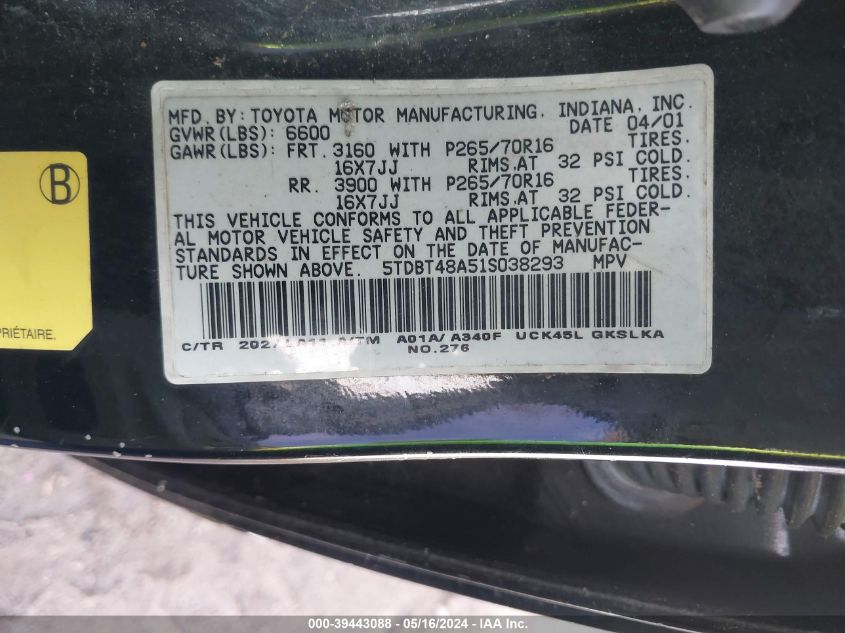 MFD. BY: TOYOTA MOTOR MANUFACTURING, INDIANA, INC.
GVWR(LBS): 6600 DATE 04/01
GAWR(LBS): FRT. 3160 WITH P265/70R16 TIRES.
16X7JJ RIMS.AT 32 PSI COLD.
RR. 3900 WITH P265/70R16 TIRES.
16X7JJ RIMS.AT 32 PSI COLD.
THIS VEHICLE CONFORMS TO ALL APPLICABLE FEDER-
AL MOTOR VEHICLE SAFETY AND THEFT PREVENTION
STANDARDS IN EFFECT ON THE DATE OF MANUFAC-
TURE SHOWN ABOVE. 5TDBT48A51S038293 MPV
C/TR 202/ LA11 A/TM A01A/ A340F UCK45L GKSLKA
NO.276
B
PRIÉTAIRE.
000-39443088 - 05/16/2024 - IAAI, Inc.